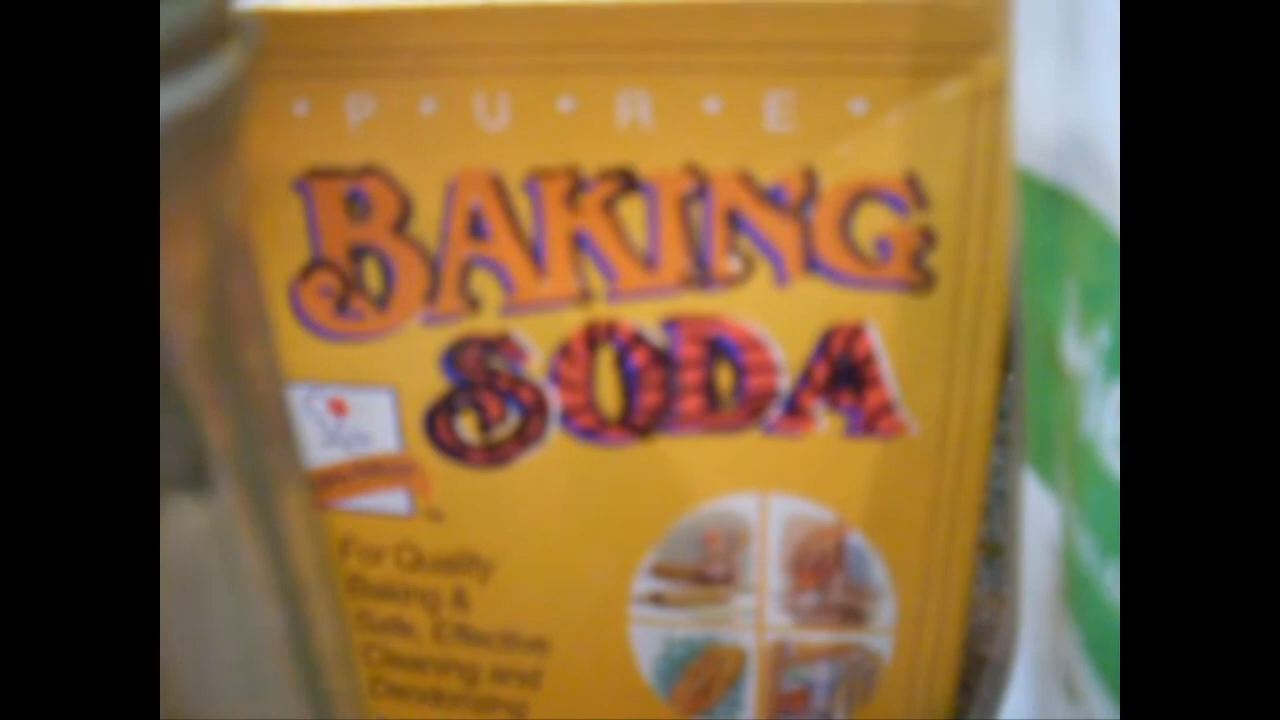 • P • U • R • E •
BAKING
SODA
For Quality
Baking &
Safe, Effective
Cleaning and
Deodorizing